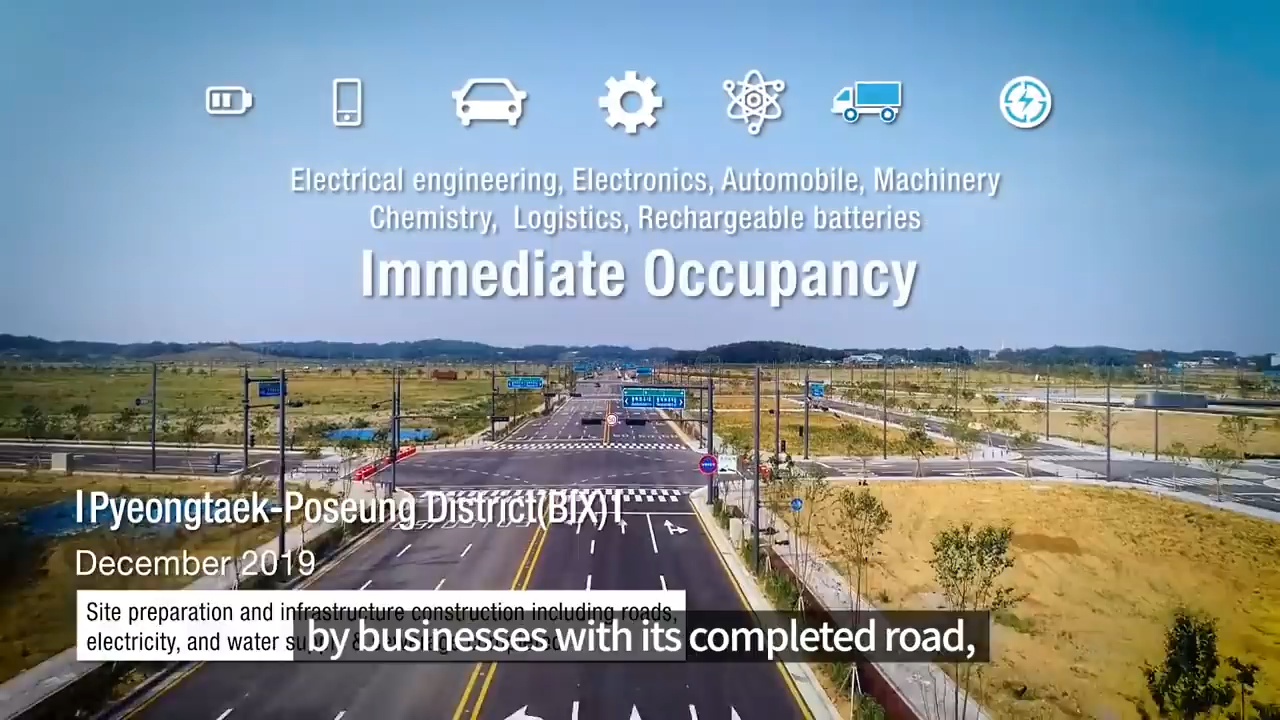 Electrical engineering, Electronics, Automobile, Machinery
Chemistry, Logistics, Rechargeable batteries
Immediate Occupancy
| Pyeongtaek-Poseung District(BIX) |
December 2019
Site preparation and infrastructure construction including roads,
electricity, and water
by businesses with its completed road,